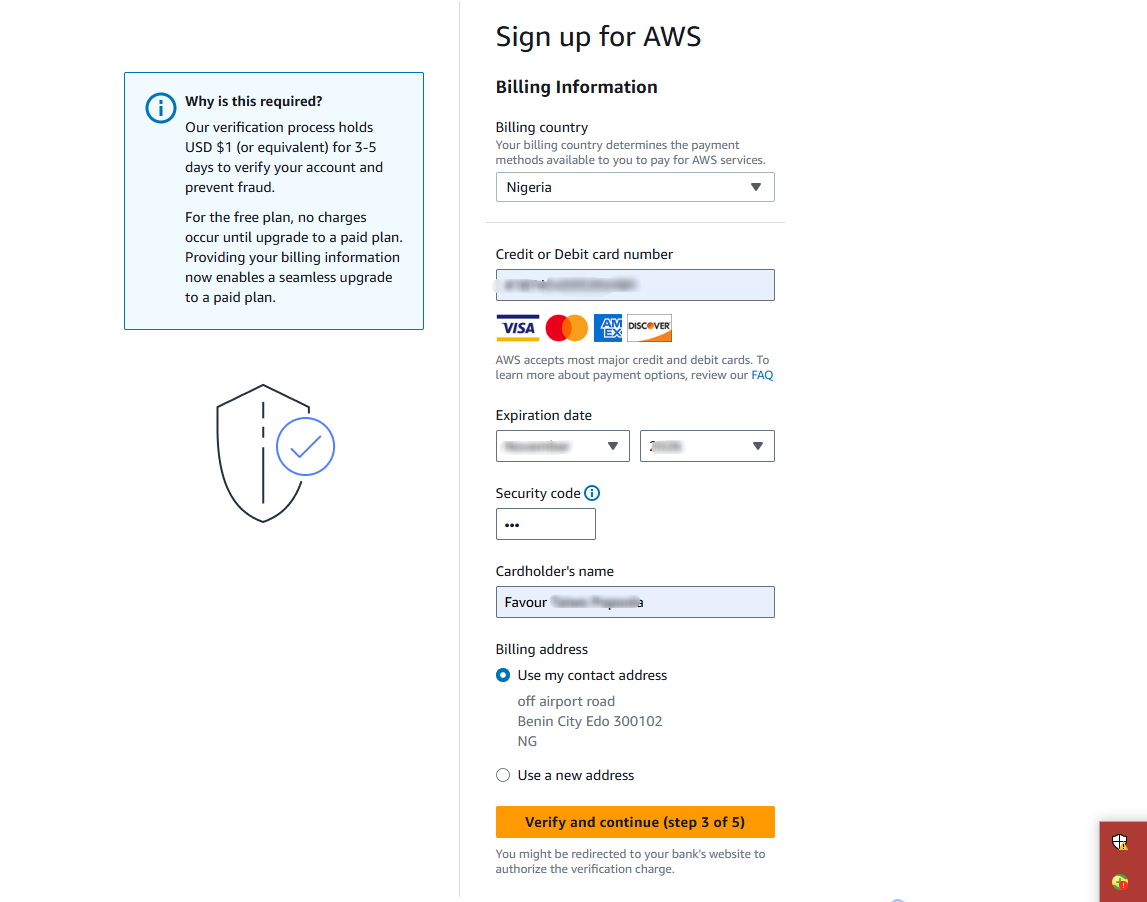 Sign up for AWS
Why is this required?
Our verification process holds
USD $1 (or equivalent) for 3-5
days to verify your account and
prevent fraud.
For the free plan, no charges
occur until upgrade to a paid plan.
Providing your billing information
now enables a seamless upgrade
to a paid plan.
Billing Information
Billing country
Your billing country determines the payment
methods available to you to pay for AWS services.
Nigeria
Credit or Debit card number
VISA
AM
EX
DISCOVER
AWS accepts most major credit and debit cards. To
learn more about payment options, review our FAQ
Expiration date
Security code
•••
Cardholder's name
Favour
Billing address
Use my contact address
off airport road
Benin City Edo 300102
NG
Use a new address
Verify and continue (step 3 of 5)
You might be redirected to your bank's website to
authorize the verification charge.